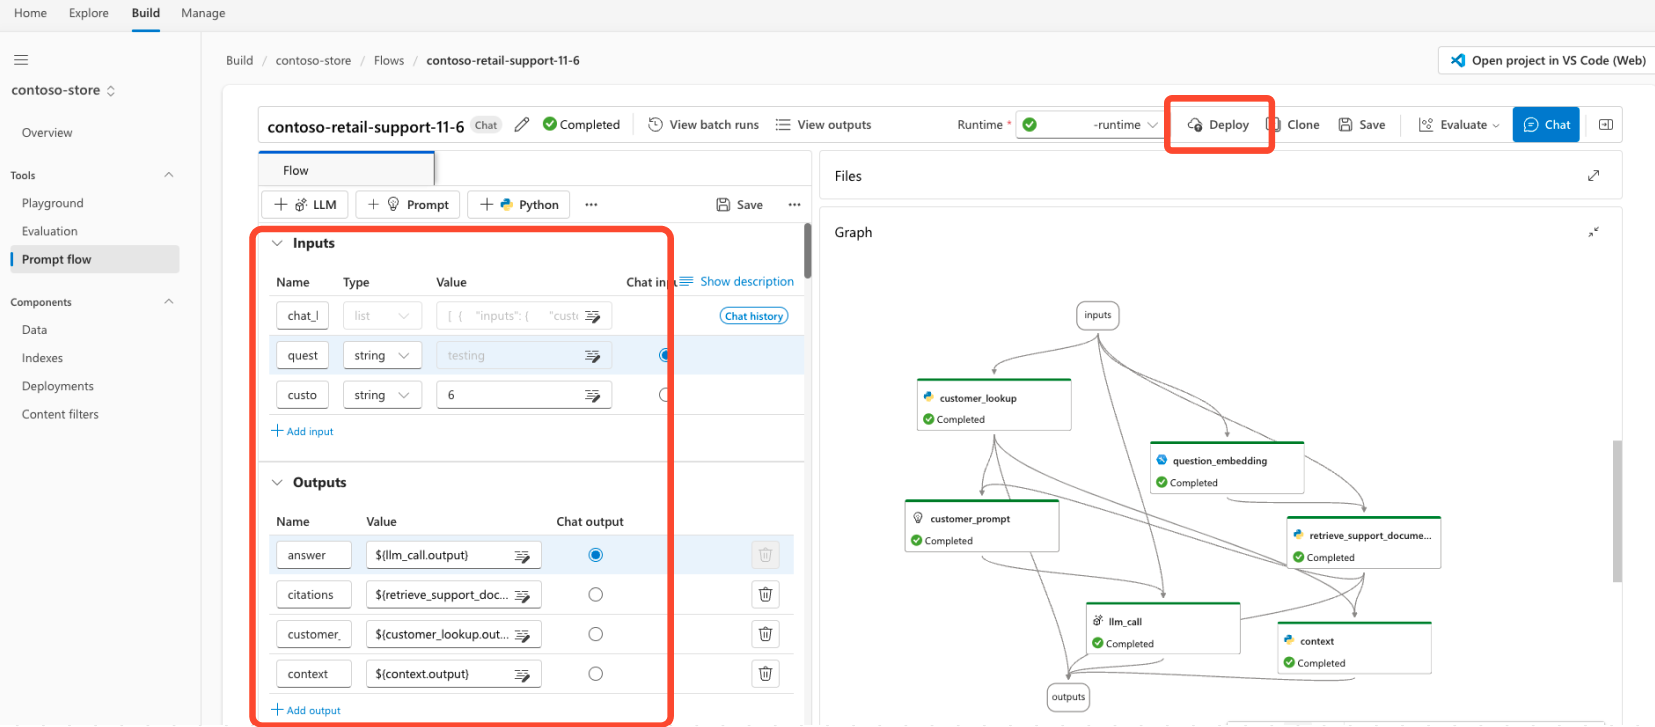 Home Explore Build Manage
Build / contoso-store / Flows / contoso-retail-support-11-6
Open project in VS Code (Web)
contoso-store
Overview
Tools
Playground
Evaluation
Prompt flow
Components
Data
Indexes
Deployments
Content filters
contoso-retail-support-11-6 Chat Completed View batch runs View outputs Runtime * -runtime Deploy Clone Save Evaluate Chat
Flow
LLM Prompt Python ... Save ...
Inputs
Name Type Value Chat inpu Show description
chat_l list [ { "inputs": { "custo Chat history
quest string testing
custo string 6
+ Add input
Outputs
Name Value Chat output
answer ${llm_call.output}
citations ${retrieve_support_doc...
customer_ ${customer_lookup.out...
context ${context.output}
+ Add output
Files
Graph
inputs
customer_lookup
Completed
question_embedding
Completed
customer_prompt
Completed
retrieve_support_docume...
Completed
llm_call
Completed
context
Completed
outputs